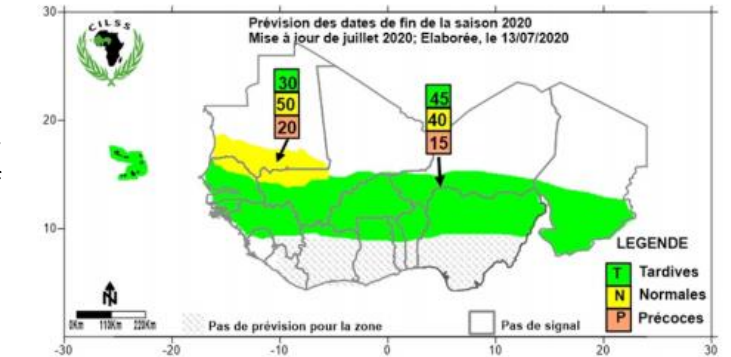 CILSS
Prévision des dates de fin de la saison 2020
Mise à jour de juillet 2020; Elaborée, le 13/07/2020
30
20
10
30
50
20
45
40
15
LEGENDE
T Tardives
N Normales
P Précoces
N
0Km 110Km 220Km
Pas de prévision pour la zone
Pas de signal
-30 -20 -10 0 10 20 30